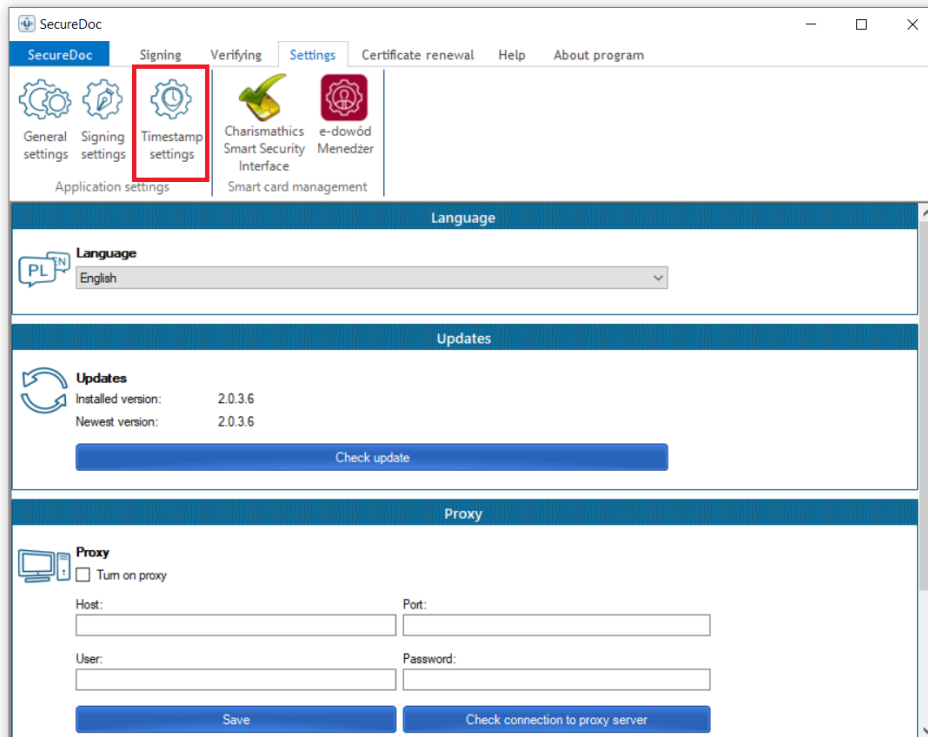 SecureDoc
SecureDoc Signing Verifying Settings Certificate renewal Help About program
General settings
Signing settings
Timestamp settings
Charismathics Smart Security Interface
e-dowód Menedżer
Application settings
Smart card management
Language
PL EN
Language
English
Updates
Updates
Installed version: 2.0.3.6
Newest version: 2.0.3.6
Check update
Proxy
Proxy
Turn on proxy
Host: Port:
User: Password:
Save Check connection to proxy server